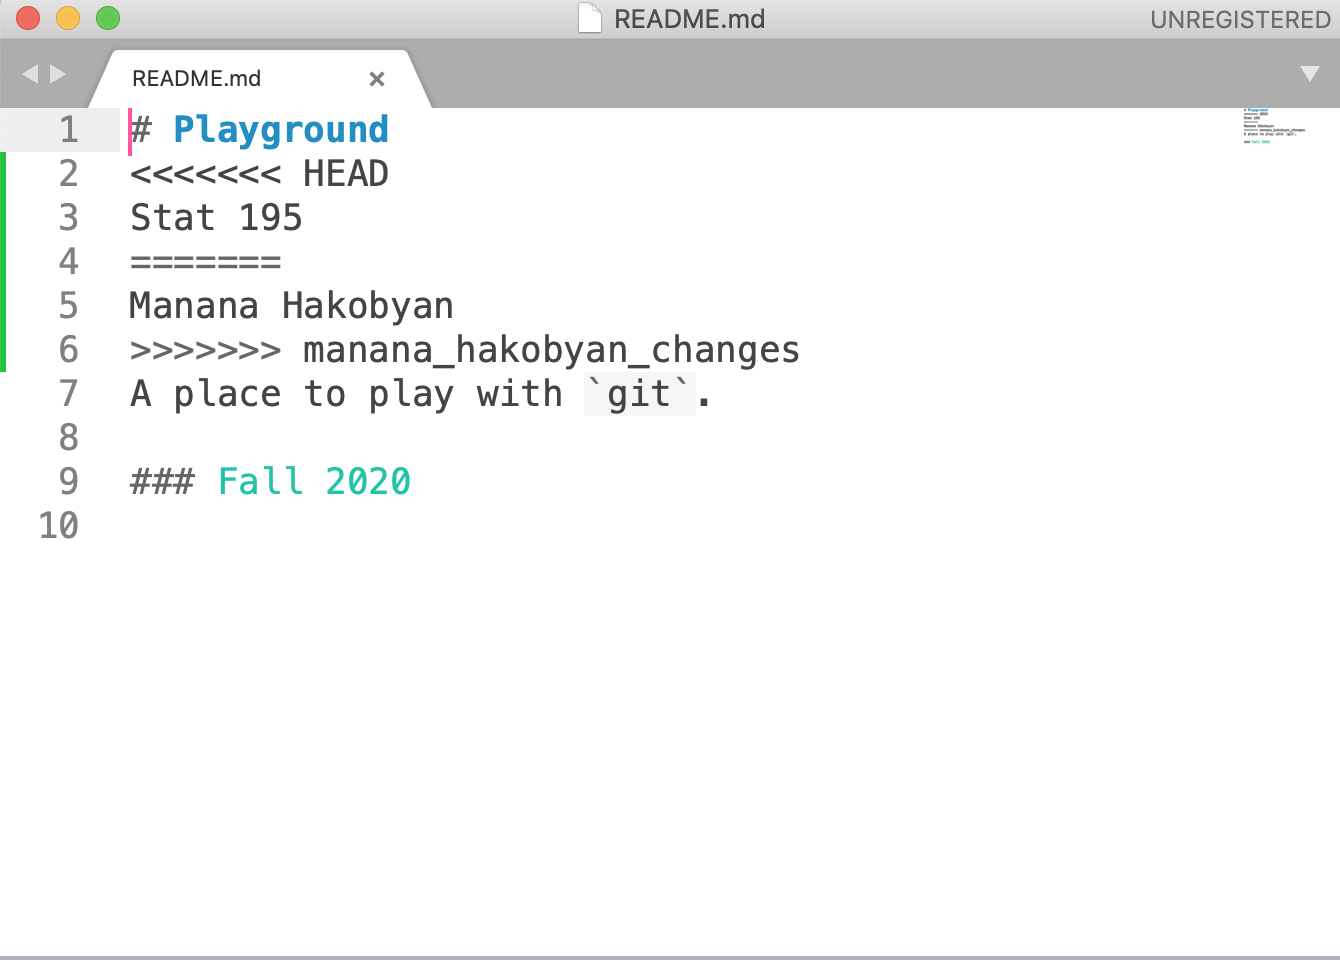 README.md
UNREGISTERED
README.md ×
1 # Playground
2 <<<<<<< HEAD
3 Stat 195
4 =======
5 Manana Hakobyan
6 >>>>>>> manana_hakobyan_changes
7 A place to play with `git`.
8
9 ### Fall 2020
10